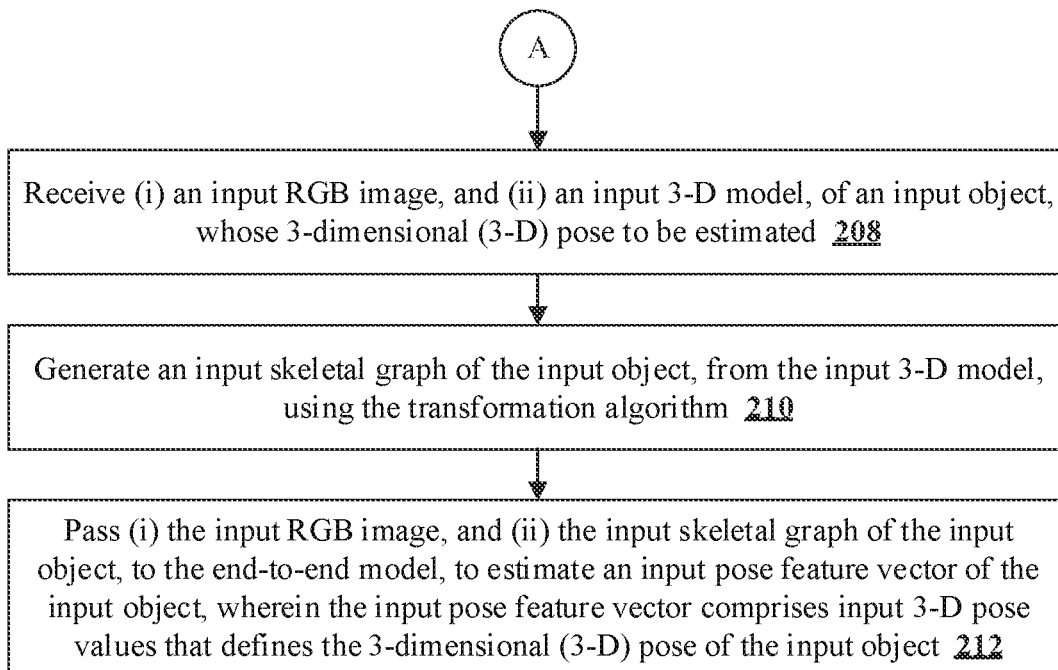 A
Receive (i) an input RGB image, and (ii) an input 3-D model, of an input object,
whose 3-dimensional (3-D) pose to be estimated 208
Generate an input skeletal graph of the input object, from the input 3-D model,
using the transformation algorithm 210
Pass (i) the input RGB image, and (ii) the input skeletal graph of the input
object, to the end-to-end model, to estimate an input pose feature vector of the
input object, wherein the input pose feature vector comprises input 3-D pose
values that defines the 3-dimensional (3-D) pose of the input object 212